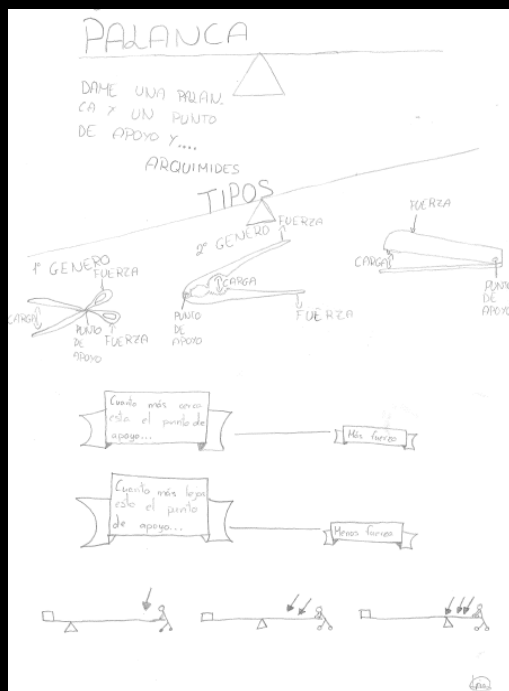 PALANCA
DAME UNA PALAN.
CA Y UN PUNTO
DE APOYO Y....
ARQUIMIDES
TIPOS
1º GENERO
FUERZA
CARGA
PUNTO
DE
APOYO
FUERZA
2º GENERO
FUERZA
CARGA
PUNTO
DE
APOYO
FUERZA
FUERZA
CARGA
PUNTO
DE
APOYO
Cuanto más cerca
esta el punto de
apoyo...
Más fuerza
Cuanto más lejos
esta el punto
de apoyo...
Menos fuerza